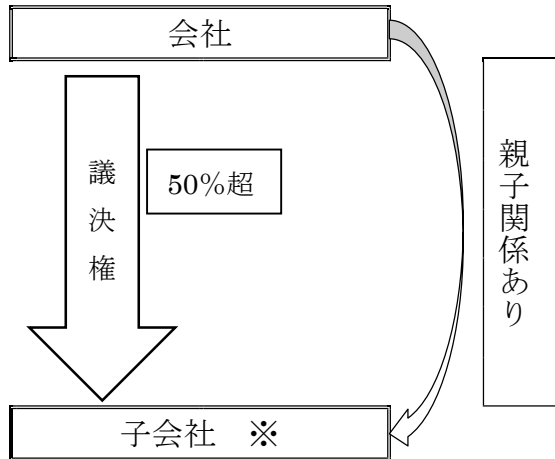 会社
議決権
50%超
親子関係あり
子会社　※